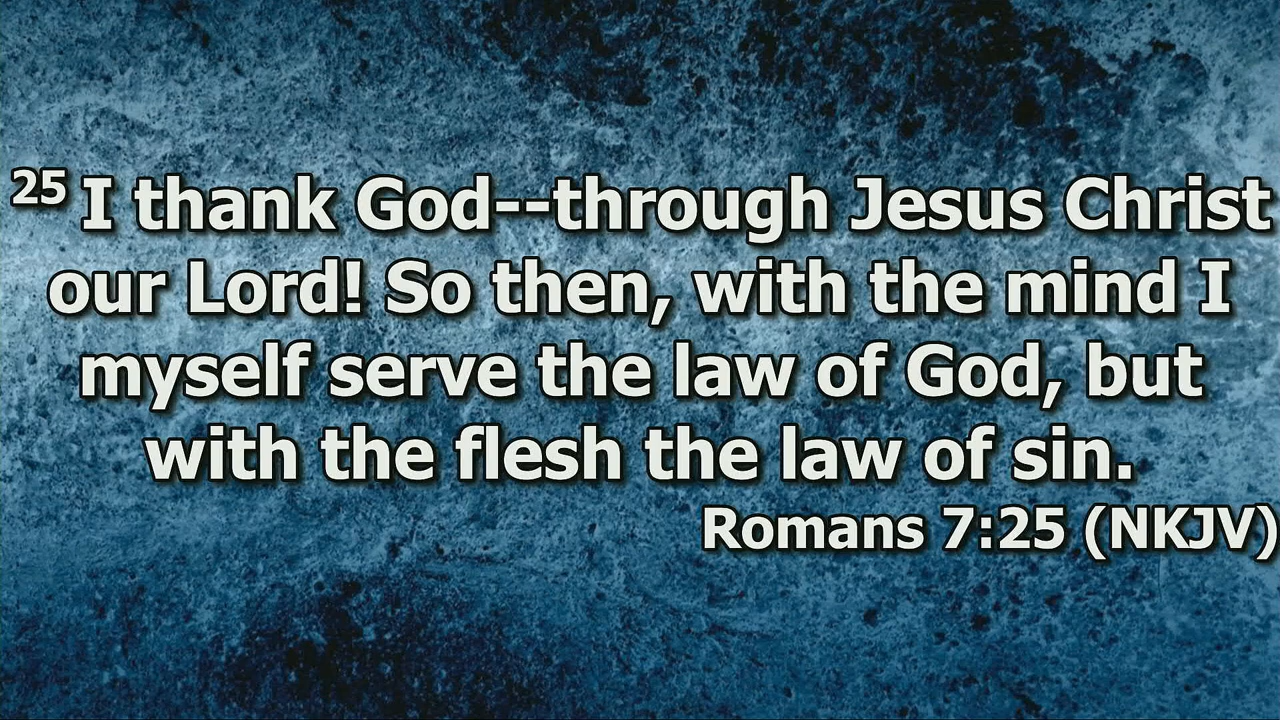 25 I thank God--through Jesus Christ
our Lord! So then, with the mind I
myself serve the law of God, but
with the flesh the law of sin.
Romans 7:25 (NKJV)